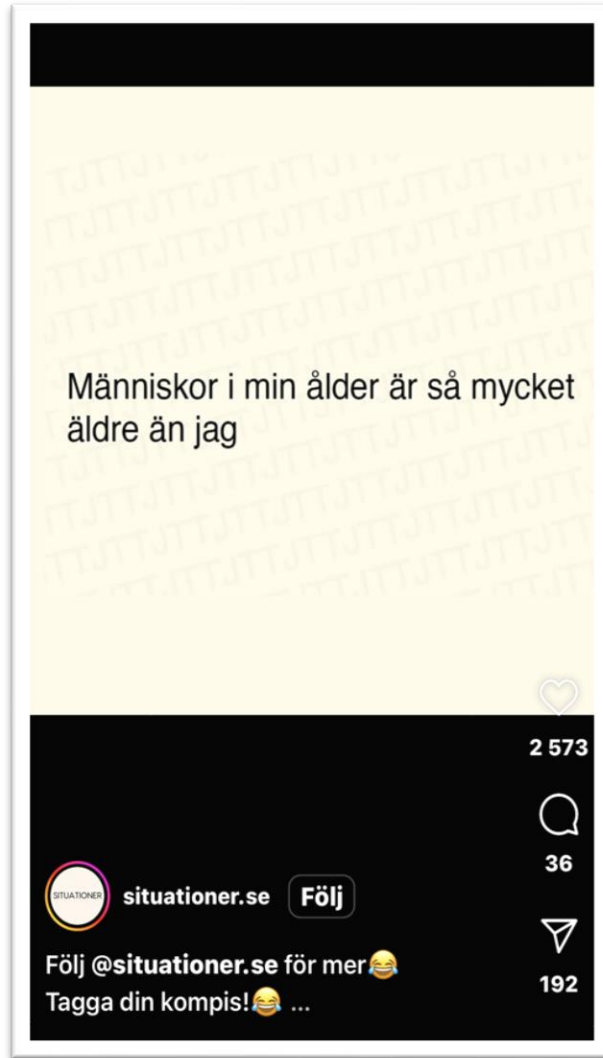 Människor i min ålder är så mycket
äldre än jag
2 573
36
192
SITUATIONER
situationer.se Följ
Följ @situationer.se för mer😂
Tagga din kompis!😂 ...